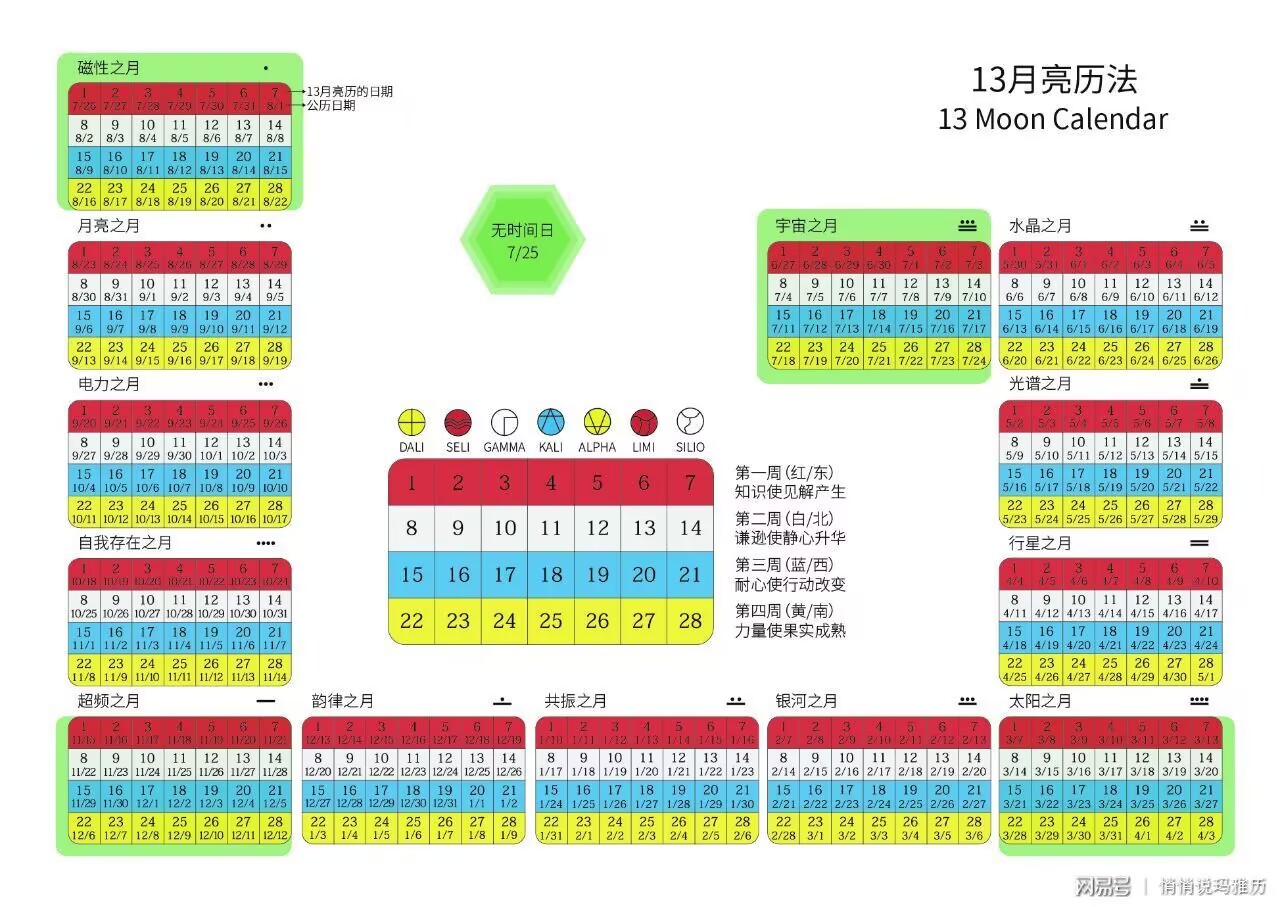 13月亮历法
13 Moon Calendar
磁性之月
1 2 3 4 5 6 7
7/26 7/27 7/28 7/29 7/30 7/31 8/1
13月亮历的日期
公历日期
8 9 10 11 12 13 14
8/2 8/3 8/4 8/5 8/6 8/7 8/8
15 16 17 18 19 20 21
8/9 8/10 8/11 8/12 8/13 8/14 8/15
22 23 24 25 26 27 28
8/16 8/17 8/18 8/19 8/20 8/21 8/22
月亮之月
1 2 3 4 5 6 7
8/23 8/24 8/25 8/26 8/27 8/28 8/29
8 9 10 11 12 13 14
8/30 8/31 9/1 9/2 9/3 9/4 9/5
15 16 17 18 19 20 21
9/6 9/7 9/8 9/9 9/10 9/11 9/12
22 23 24 25 26 27 28
9/13 9/14 9/15 9/16 9/17 9/18 9/19
电力之月
1 2 3 4 5 6 7
9/20 9/21 9/22 9/23 9/24 9/25 9/26
8 9 10 11 12 13 14
9/27 9/28 9/29 9/30 10/1 10/2 10/3
15 16 17 18 19 20 21
10/4 10/5 10/6 10/7 10/8 10/9 10/10
22 23 24 25 26 27 28
10/11 10/12 10/13 10/14 10/15 10/16 10/17
自我存在之月
1 2 3 4 5 6 7
10/18 10/19 10/20 10/21 10/22 10/23 10/24
8 9 10 11 12 13 14
10/25 10/26 10/27 10/28 10/29 10/30 10/31
15 16 17 18 19 20 21
11/1 11/2 11/3 11/4 11/5 11/6 11/7
22 23 24 25 26 27 28
11/8 11/9 11/10 11/11 11/12 11/13 11/14
超频之月
1 2 3 4 5 6 7
11/15 11/16 11/17 11/18 11/19 11/20 11/21
8 9 10 11 12 13 14
11/22 11/23 11/24 11/25 11/26 11/27 11/28
15 16 17 18 19 20 21
11/29 11/30 12/1 12/2 12/3 12/4 12/5
22 23 24 25 26 27 28
12/6 12/7 12/8 12/9 12/10 12/11 12/12
韵律之月
1 2 3 4 5 6 7
12/13 12/14 12/15 12/16 12/17 12/18 12/19
8 9 10 11 12 13 14
12/20 12/21 12/22 12/23 12/24 12/25 12/26
15 16 17 18 19 20 21
12/27 12/28 12/29 12/30 12/31 1/1 1/2
22 23 24 25 26 27 28
1/3 1/4 1/5 1/6 1/7 1/8 1/9
共振之月
1 2 3 4 5 6 7
1/10 1/11 1/12 1/13 1/14 1/15 1/16
8 9 10 11 12 13 14
1/17 1/18 1/19 1/20 1/21 1/22 1/23
15 16 17 18 19 20 21
1/24 1/25 1/26 1/27 1/28 1/29 1/30
22 23 24 25 26 27 28
1/31 2/1 2/2 2/3 2/4 2/5 2/6
银河之月
1 2 3 4 5 6 7
2/7 2/8 2/9 2/10 2/11 2/12 2/13
8 9 10 11 12 13 14
2/14 2/15 2/16 2/17 2/18 2/19 2/20
15 16 17 18 19 20 21
2/21 2/22 2/23 2/24 2/25 2/26 2/27
22 23 24 25 26 27 28
2/28 3/1 3/2 3/3 3/4 3/5 3/6
太阳之月
1 2 3 4 5 6 7
3/7 3/8 3/9 3/10 3/11 3/12 3/13
8 9 10 11 12 13 14
3/14 3/15 3/16 3/17 3/18 3/19 3/20
15 16 17 18 19 20 21
3/21 3/22 3/23 3/24 3/25 3/26 3/27
22 23 24 25 26 27 28
3/28 3/29 3/30 3/31 4/1 4/2 4/3
行星之月
1 2 3 4 5 6 7
4/4 4/5 4/6 4/7 4/8 4/9 4/10
8 9 10 11 12 13 14
4/11 4/12 4/13 4/14 4/15 4/16 4/17
15 16 17 18 19 20 21
4/18 4/19 4/20 4/21 4/22 4/23 4/24
22 23 24 25 26 27 28
4/25 4/26 4/27 4/28 4/29 4/30 5/1
光谱之月
1 2 3 4 5 6 7
5/2 5/3 5/4 5/5 5/6 5/7 5/8
8 9 10 11 12 13 14
5/9 5/10 5/11 5/12 5/13 5/14 5/15
15 16 17 18 19 20 21
5/16 5/17 5/18 5/19 5/20 5/21 5/22
22 23 24 25 26 27 28
5/23 5/24 5/25 5/26 5/27 5/28 5/29
水晶之月
1 2 3 4 5 6 7
5/30 5/31 6/1 6/2 6/3 6/4 6/5
8 9 10 11 12 13 14
6/6 6/7 6/8 6/9 6/10 6/11 6/12
15 16 17 18 19 20 21
6/13 6/14 6/15 6/16 6/17 6/18 6/19
22 23 24 25 26 27 28
6/20 6/21 6/22 6/23 6/24 6/25 6/26
宇宙之月
1 2 3 4 5 6 7
6/27 6/28 6/29 6/30 7/1 7/2 7/3
8 9 10 11 12 13 14
7/4 7/5 7/6 7/7 7/8 7/9 7/10
15 16 17 18 19 20 21
7/11 7/12 7/13 7/14 7/15 7/16 7/17
22 23 24 25 26 27 28
7/18 7/19 7/20 7/21 7/22 7/23 7/24
无时间日
7/25
DALI SELI GAMMA KALI ALPHA LIMI SILIO
1 2 3 4 5 6 7
8 9 10 11 12 13 14
15 16 17 18 19 20 21
22 23 24 25 26 27 28
第一周(红/东)
知识使见解产生
第二周(白/北)
谦逊使静心升华
第三周(蓝/西)
耐心使行动改变
第四周(黄/南)
力量使果实成熟
网易号 | 悄悄说玛雅历